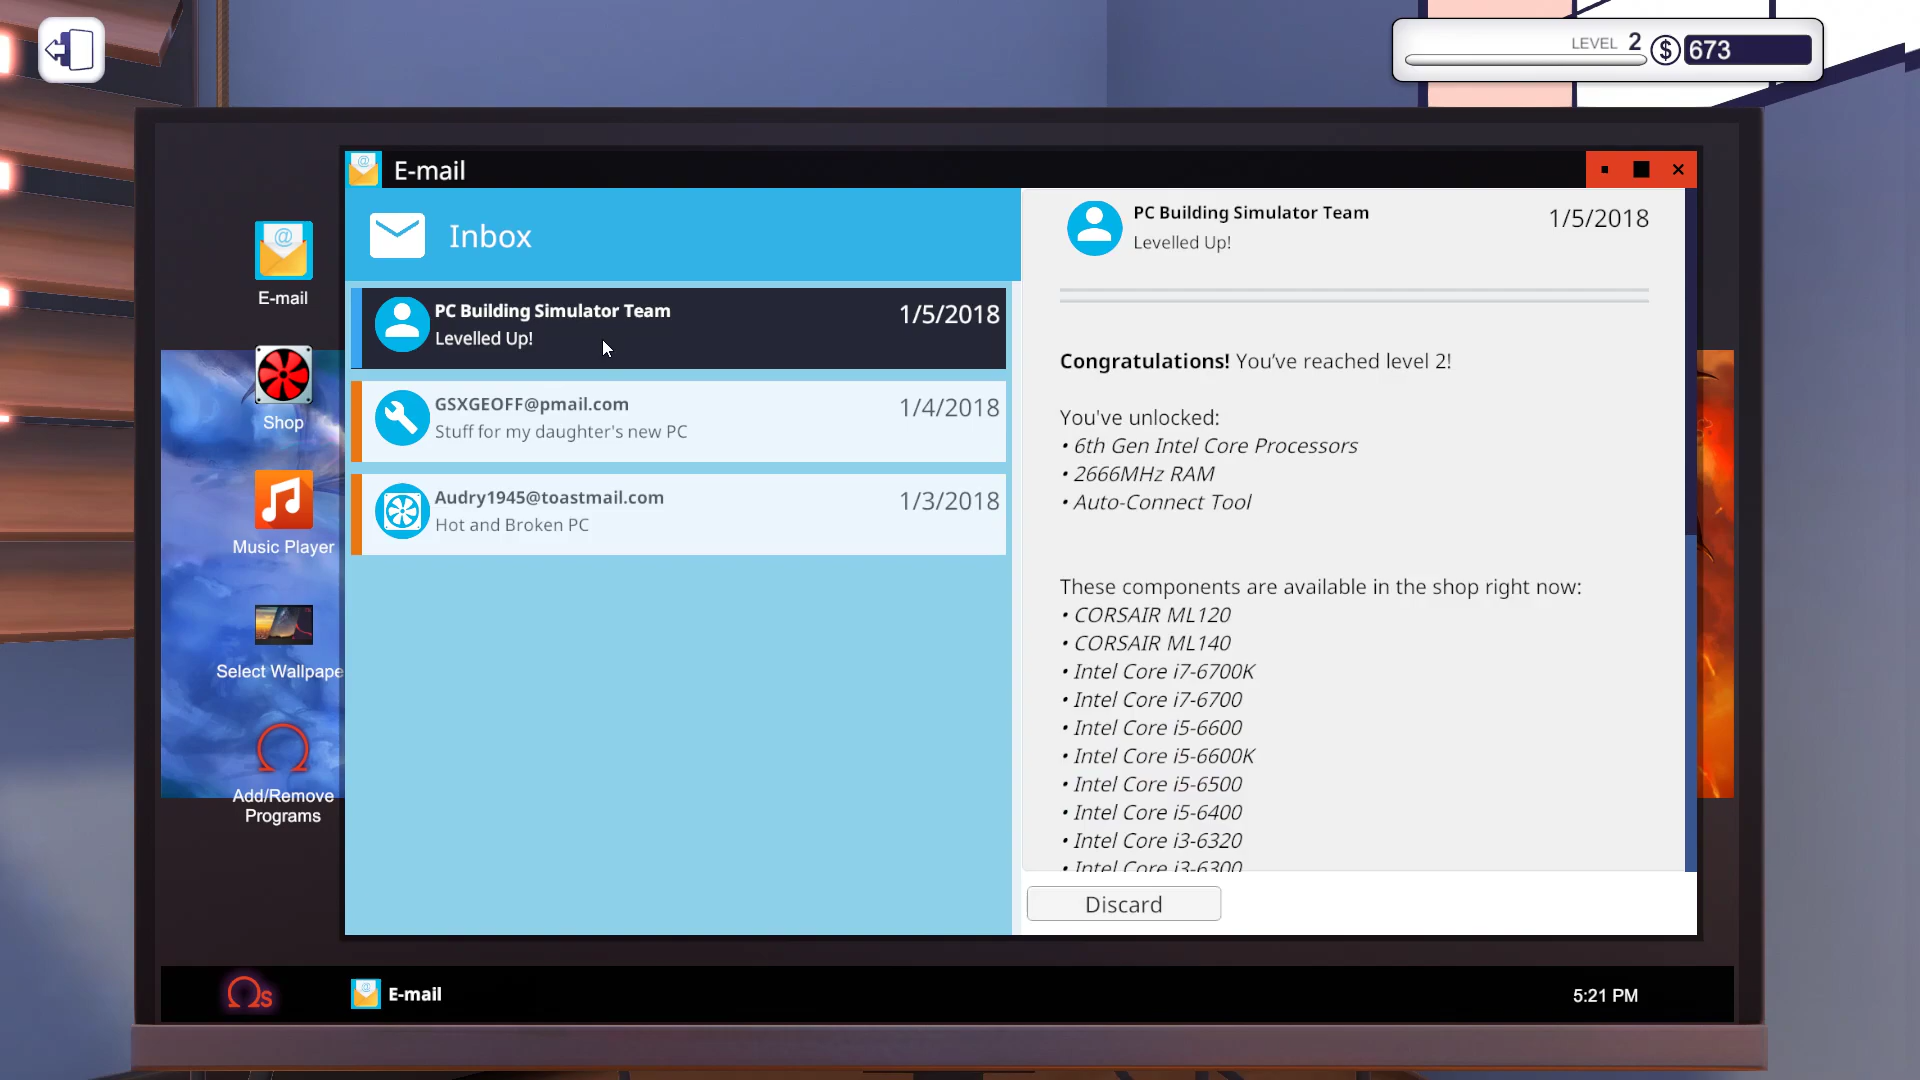 LEVEL 2
$ 673
E-mail
Inbox
PC Building Simulator Team
1/5/2018
Levelled Up!
GSXGEOFF@pmail.com
1/4/2018
Stuff for my daughter's new PC
Audry1945@toastmail.com
1/3/2018
Hot and Broken PC
PC Building Simulator Team
1/5/2018
Levelled Up!
Congratulations! You've reached level 2!
You've unlocked:
• 6th Gen Intel Core Processors
• 2666MHz RAM
• Auto-Connect Tool
These components are available in the shop right now:
• CORSAIR ML120
• CORSAIR ML140
• Intel Core i7-6700K
• Intel Core i7-6700
• Intel Core i5-6600
• Intel Core i5-6600K
• Intel Core i5-6500
• Intel Core i5-6400
• Intel Core i3-6320
• Intel Core i3-6300
Discard
E-mail
Shop
Music Player
Select Wallpape
Add/Remove
Programs
Ωs
E-mail
5:21 PM